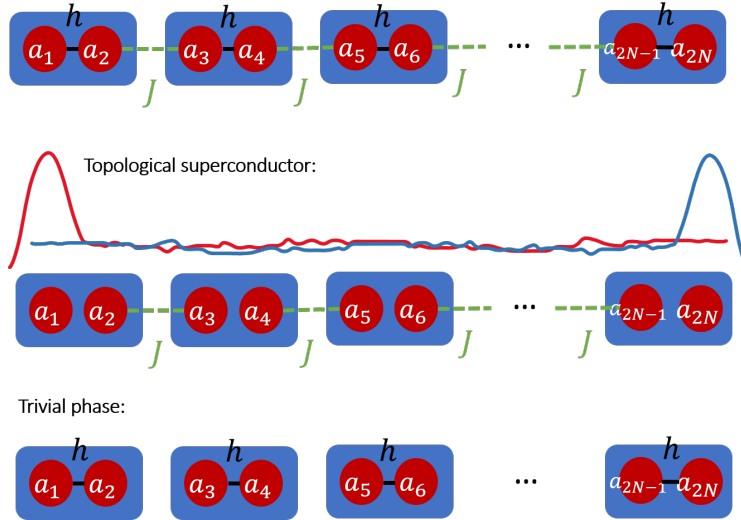 h h h h
a₁ a₂ a₃ a₄ a₅ a₆ ... a₂N₋₁ a₂N
J J J J
Topological superconductor:
a₁ a₂ a₃ a₄ a₅ a₆ ... a₂N₋₁ a₂N
J J J J
Trivial phase:
h h h h
a₁ a₂ a₃ a₄ a₅ a₆ ... a₂N₋₁ a₂N